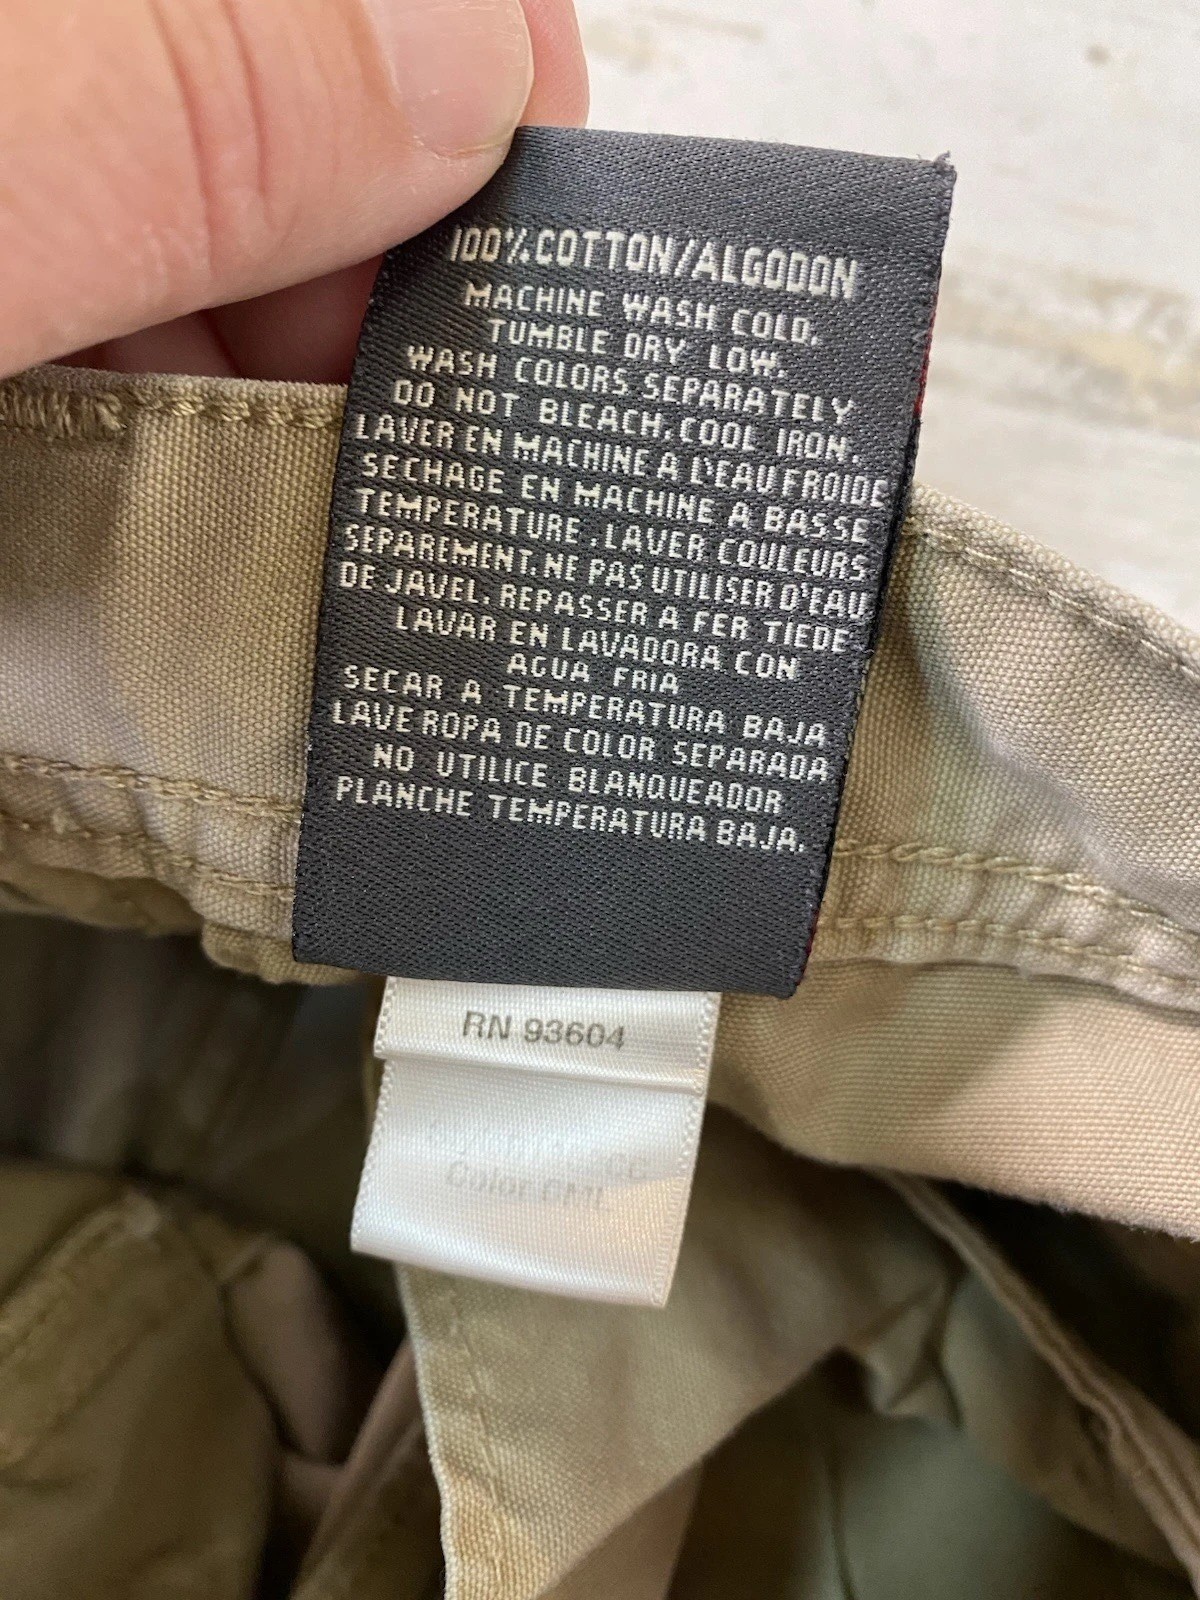 100% COTTON/ALGODON
MACHINE WASH COLD.
TUMBLE DRY LOW.
WASH COLORS SEPARATELY
DO NOT BLEACH. COOL IRON.
LAVER EN MACHINE A L'EAU FROIDE
SECHAGE EN MACHINE A BASSE
TEMPERATURE. LAVER COULEURS
SEPAREMENT. NE PAS UTILISER D'EAU
DE JAVEL. REPASSER A FER TIEDE
LAVAR EN LAVADORA CON
AGUA FRIA
SECAR A TEMPERATURA BAJA
LAVE ROPA DE COLOR SEPARADA
NO UTILICE BLANQUEADOR
PLANCHE TEMPERATURA BAJA.
RN 93604
Color